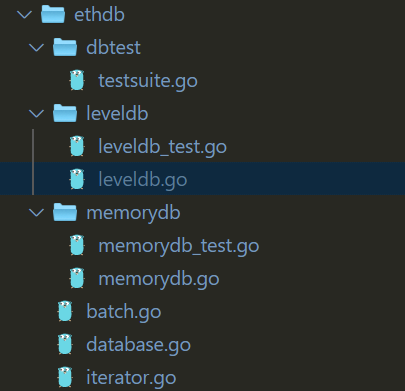 ethdb
dbtest
testsuite.go
leveldb
leveldb_test.go
leveldb.go
memorydb
memorydb_test.go
memorydb.go
batch.go
database.go
iterator.go